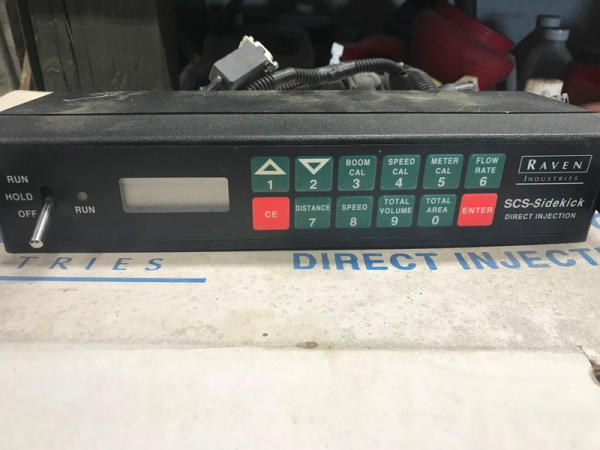 RUN
HOLD
OFF
RUN
1
2
BOOM CAL 3
SPEED CAL 4
METER CAL 5
FLOW RATE 6
CE
DISTANCE 7
SPEED 8
TOTAL VOLUME 9
TOTAL AREA 0
ENTER
RAVEN
INDUSTRIES
SCS-Sidekick
DIRECT INJECTION
TRIES
DIRECT INJECT